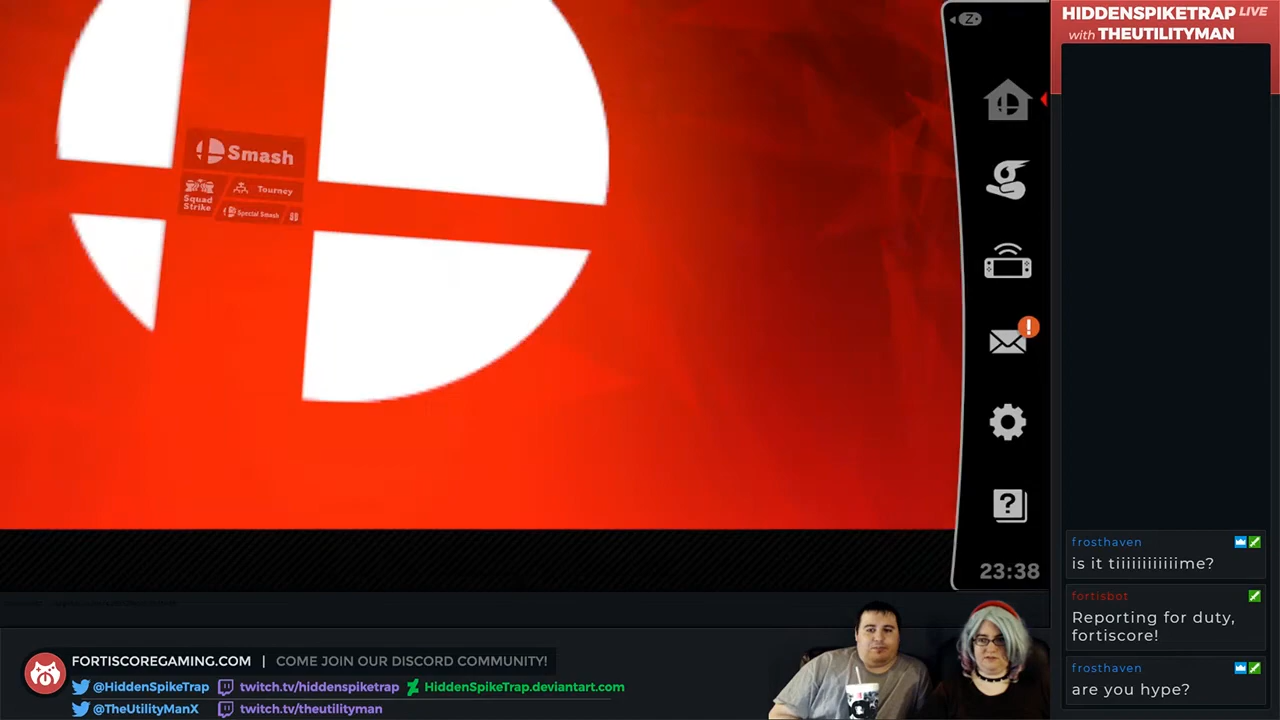 HIDDENSPIKETRAP LIVE
with THEUTILITYMAN
Smash
Squad
Strike
Tourney
Special Smash
23:38
frosthaven
is it tiiiiiiiiiiiime?
fortisbot
Reporting for duty,
fortiscore!
frosthaven
are you hype?
FORTISCOREGAMING.COM | COME JOIN OUR DISCORD COMMUNITY!
@HiddenSpikeTrap twitch.tv/hiddenspiketrap HiddenSpikeTrap.deviantart.com
@TheUtilityManX twitch.tv/theutilityman